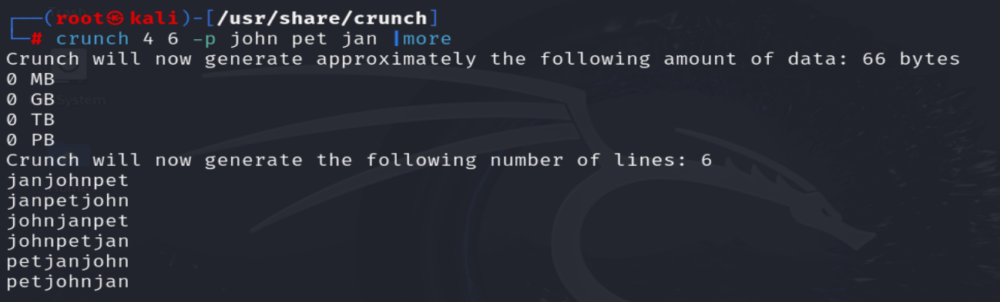 ┌──(root㉿kali)-[/usr/share/crunch]
└─# crunch 4 6 -p john pet jan |more
Crunch will now generate approximately the following amount of data: 66 bytes
0 MB
0 GB
System
0 TB
0 PB
Crunch will now generate the following number of lines: 6
janjohnpet
janpetjohn
johnjanpet
johnpetjan
petjanjohn
petjohnjan